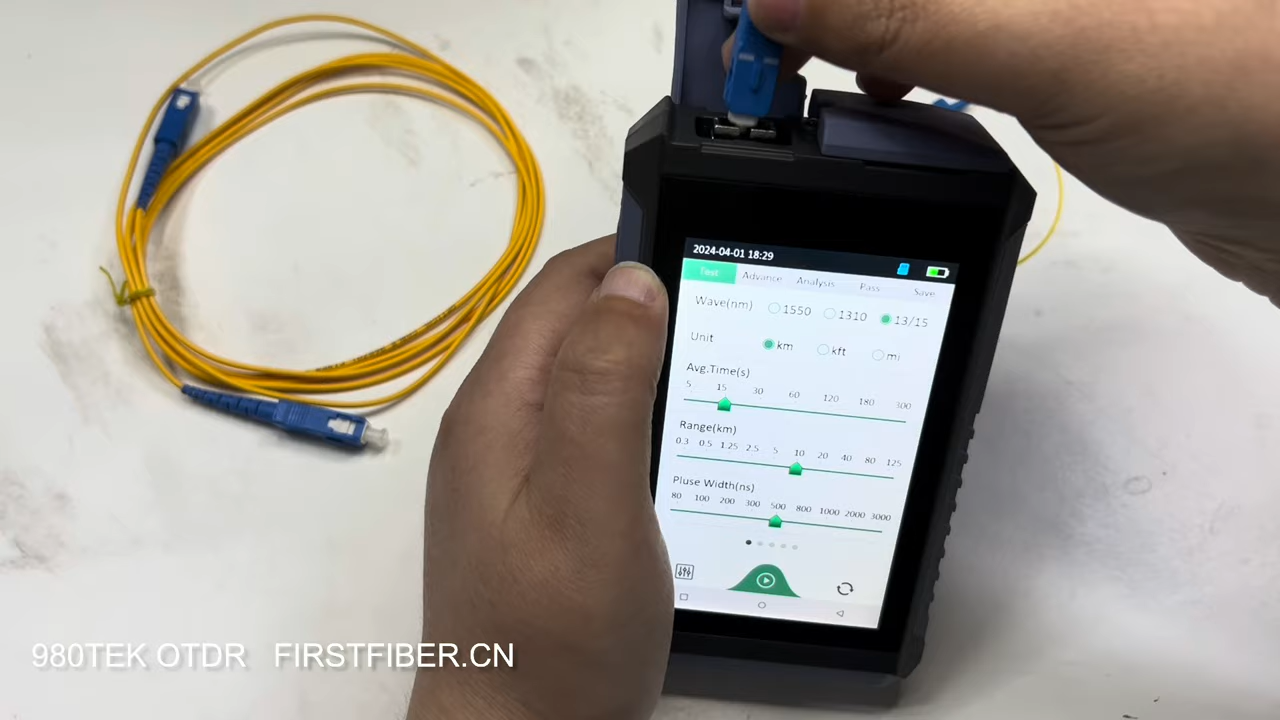 2024-04-01 18:29
Test Advance Analysis Pass Save
Wave(nm) 1550 1310 13/15
Unit km kft mi
Avg.Time(s)
5 15 30 60 120 180 300
Range(km)
0.3 0.5 1.25 2.5 5 10 20 40 80 125
Pluse Width(ns)
80 100 200 300 500 800 1000 2000 3000
980TEK OTDR FIRSTFIBER.CN